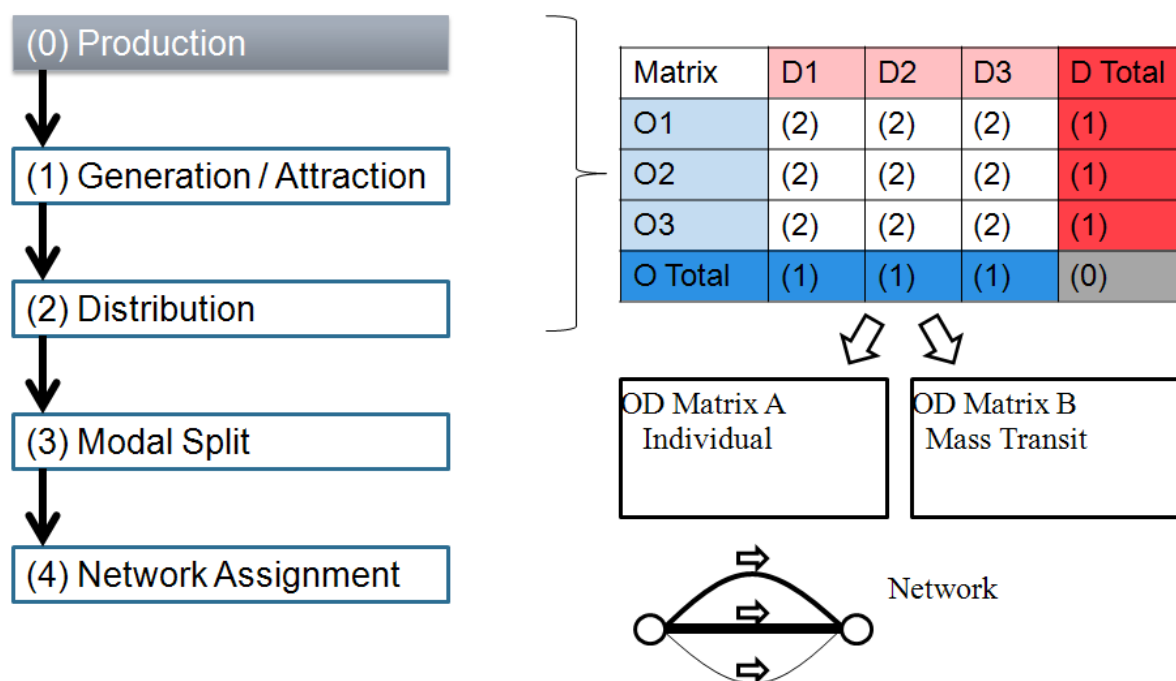 (0) Production
(1) Generation / Attraction
(2) Distribution
(3) Modal Split
(4) Network Assignment
Matrix D1 D2 D3 D Total
O1 (2) (2) (2) (1)
O2 (2) (2) (2) (1)
O3 (2) (2) (2) (1)
O Total (1) (1) (1) (0)
OD Matrix A
Individual
OD Matrix B
Mass Transit
Network